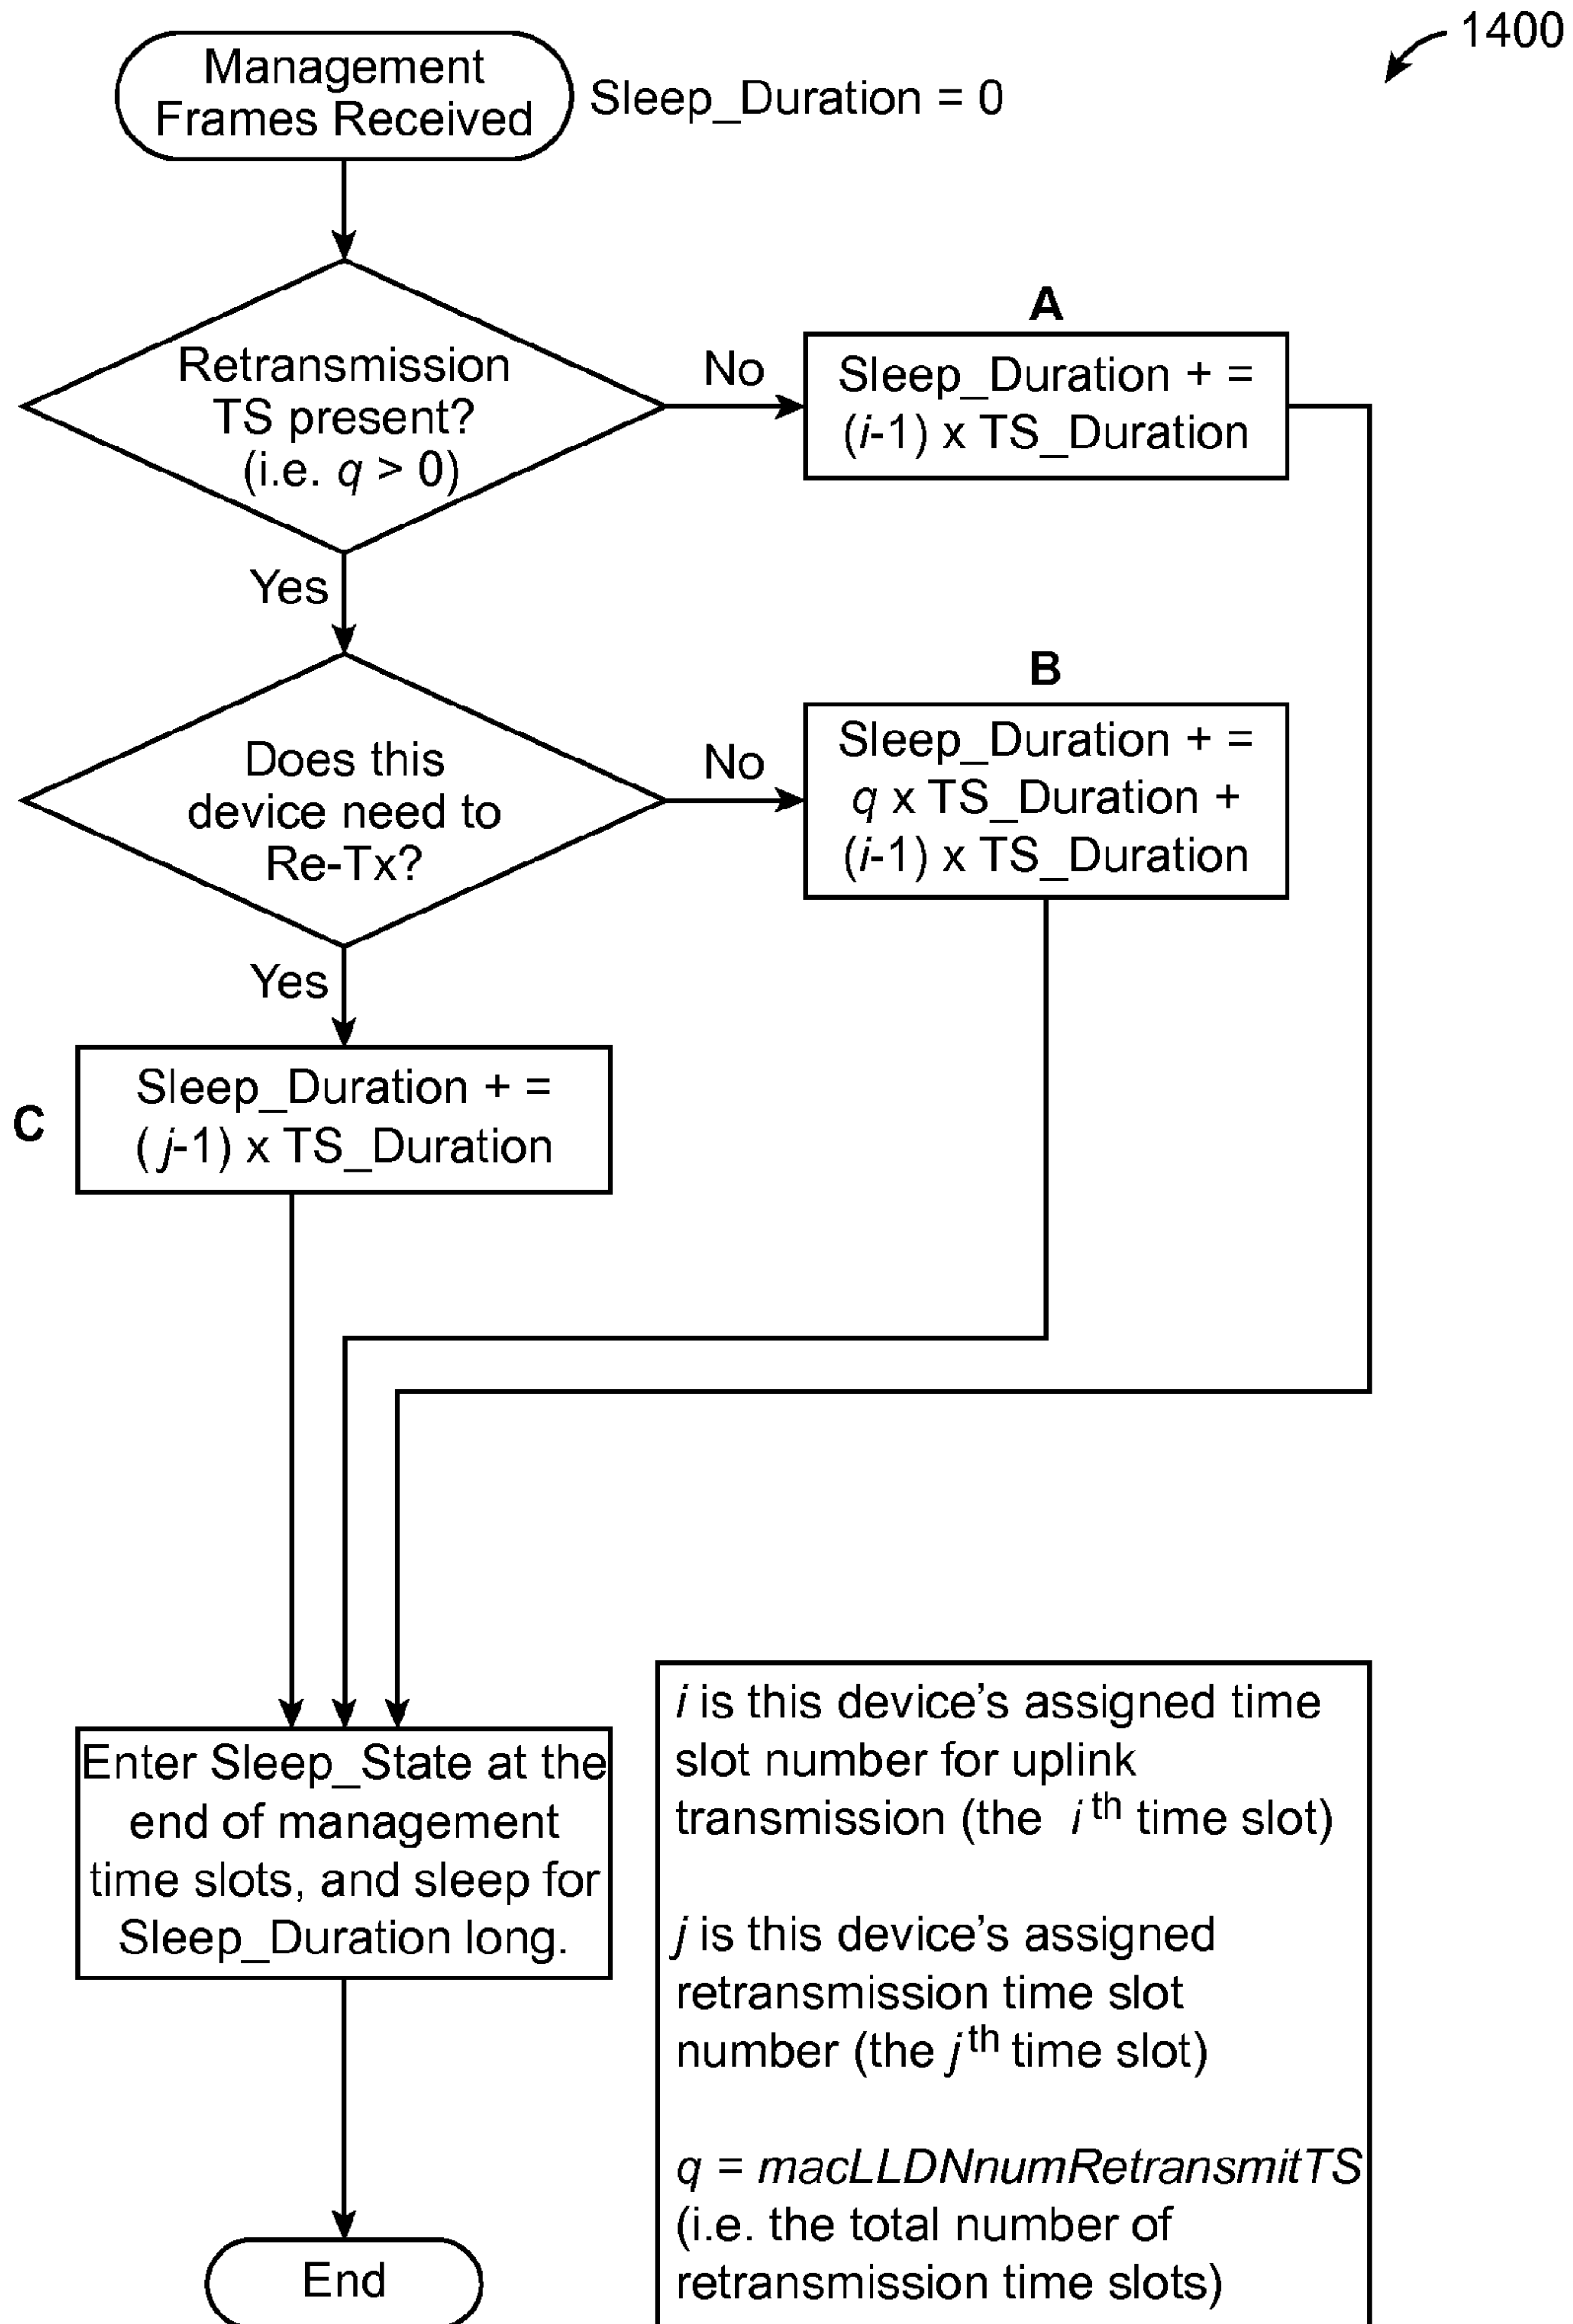 1400
Management
Frames Received
Sleep_Duration = 0
Retransmission
TS present?
(i.e. q > 0)
No
A
Sleep_Duration + =
(i-1) x TS_Duration
Yes
Does this
device need to
Re-Tx?
No
B
Sleep_Duration + =
q x TS_Duration +
(i-1) x TS_Duration
Yes
C
Sleep_Duration + =
(j-1) x TS_Duration
Enter Sleep_State at the
end of management
time slots, and sleep for
Sleep_Duration long.
End
i is this device's assigned time
slot number for uplink
transmission (the i th time slot)
j is this device's assigned
retransmission time slot
number (the j th time slot)
q = macLLDNnumRetransmitTS
(i.e. the total number of
retransmission time slots)